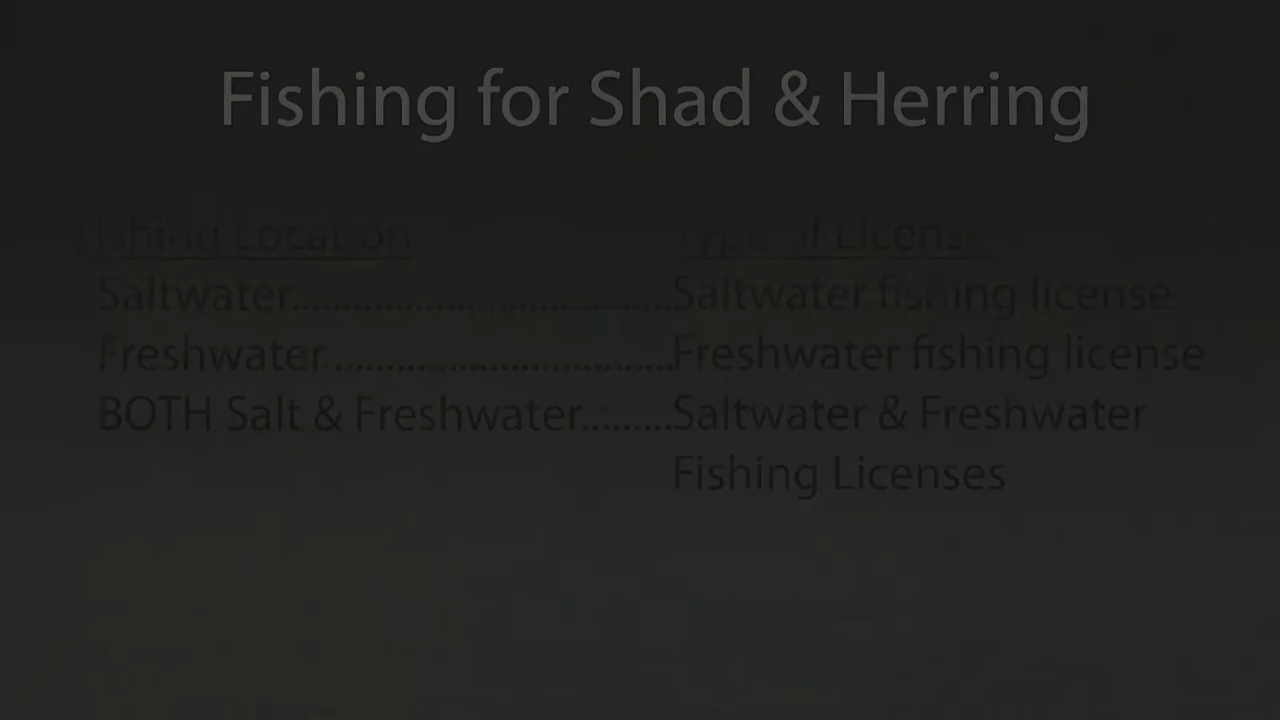 Fishing for Shad & Herring
Fishing Location Type of License
Saltwater......................................Saltwater fishing license
Freshwater...................................Freshwater fishing license
BOTH Salt & Freshwater.........Saltwater & Freshwater
Fishing Licenses